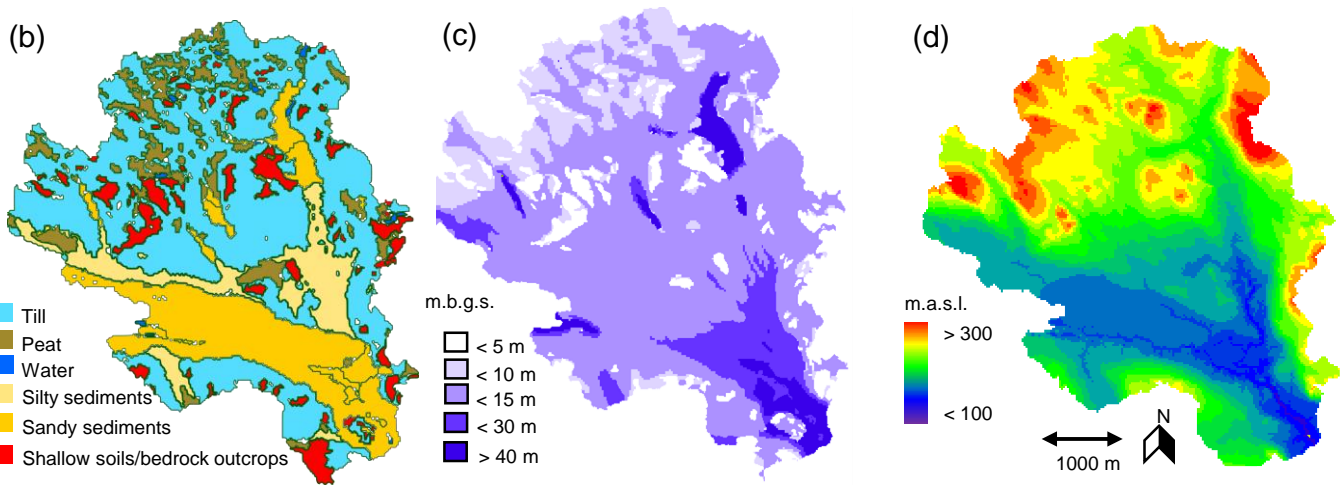 (b)
Till
Peat
Water
Silty sediments
Sandy sediments
Shallow soils/bedrock outcrops
(c)
m.b.g.s.
< 5 m
< 10 m
< 15 m
< 30 m
> 40 m
(d)
m.a.s.l.
> 300
< 100
1000 m
N